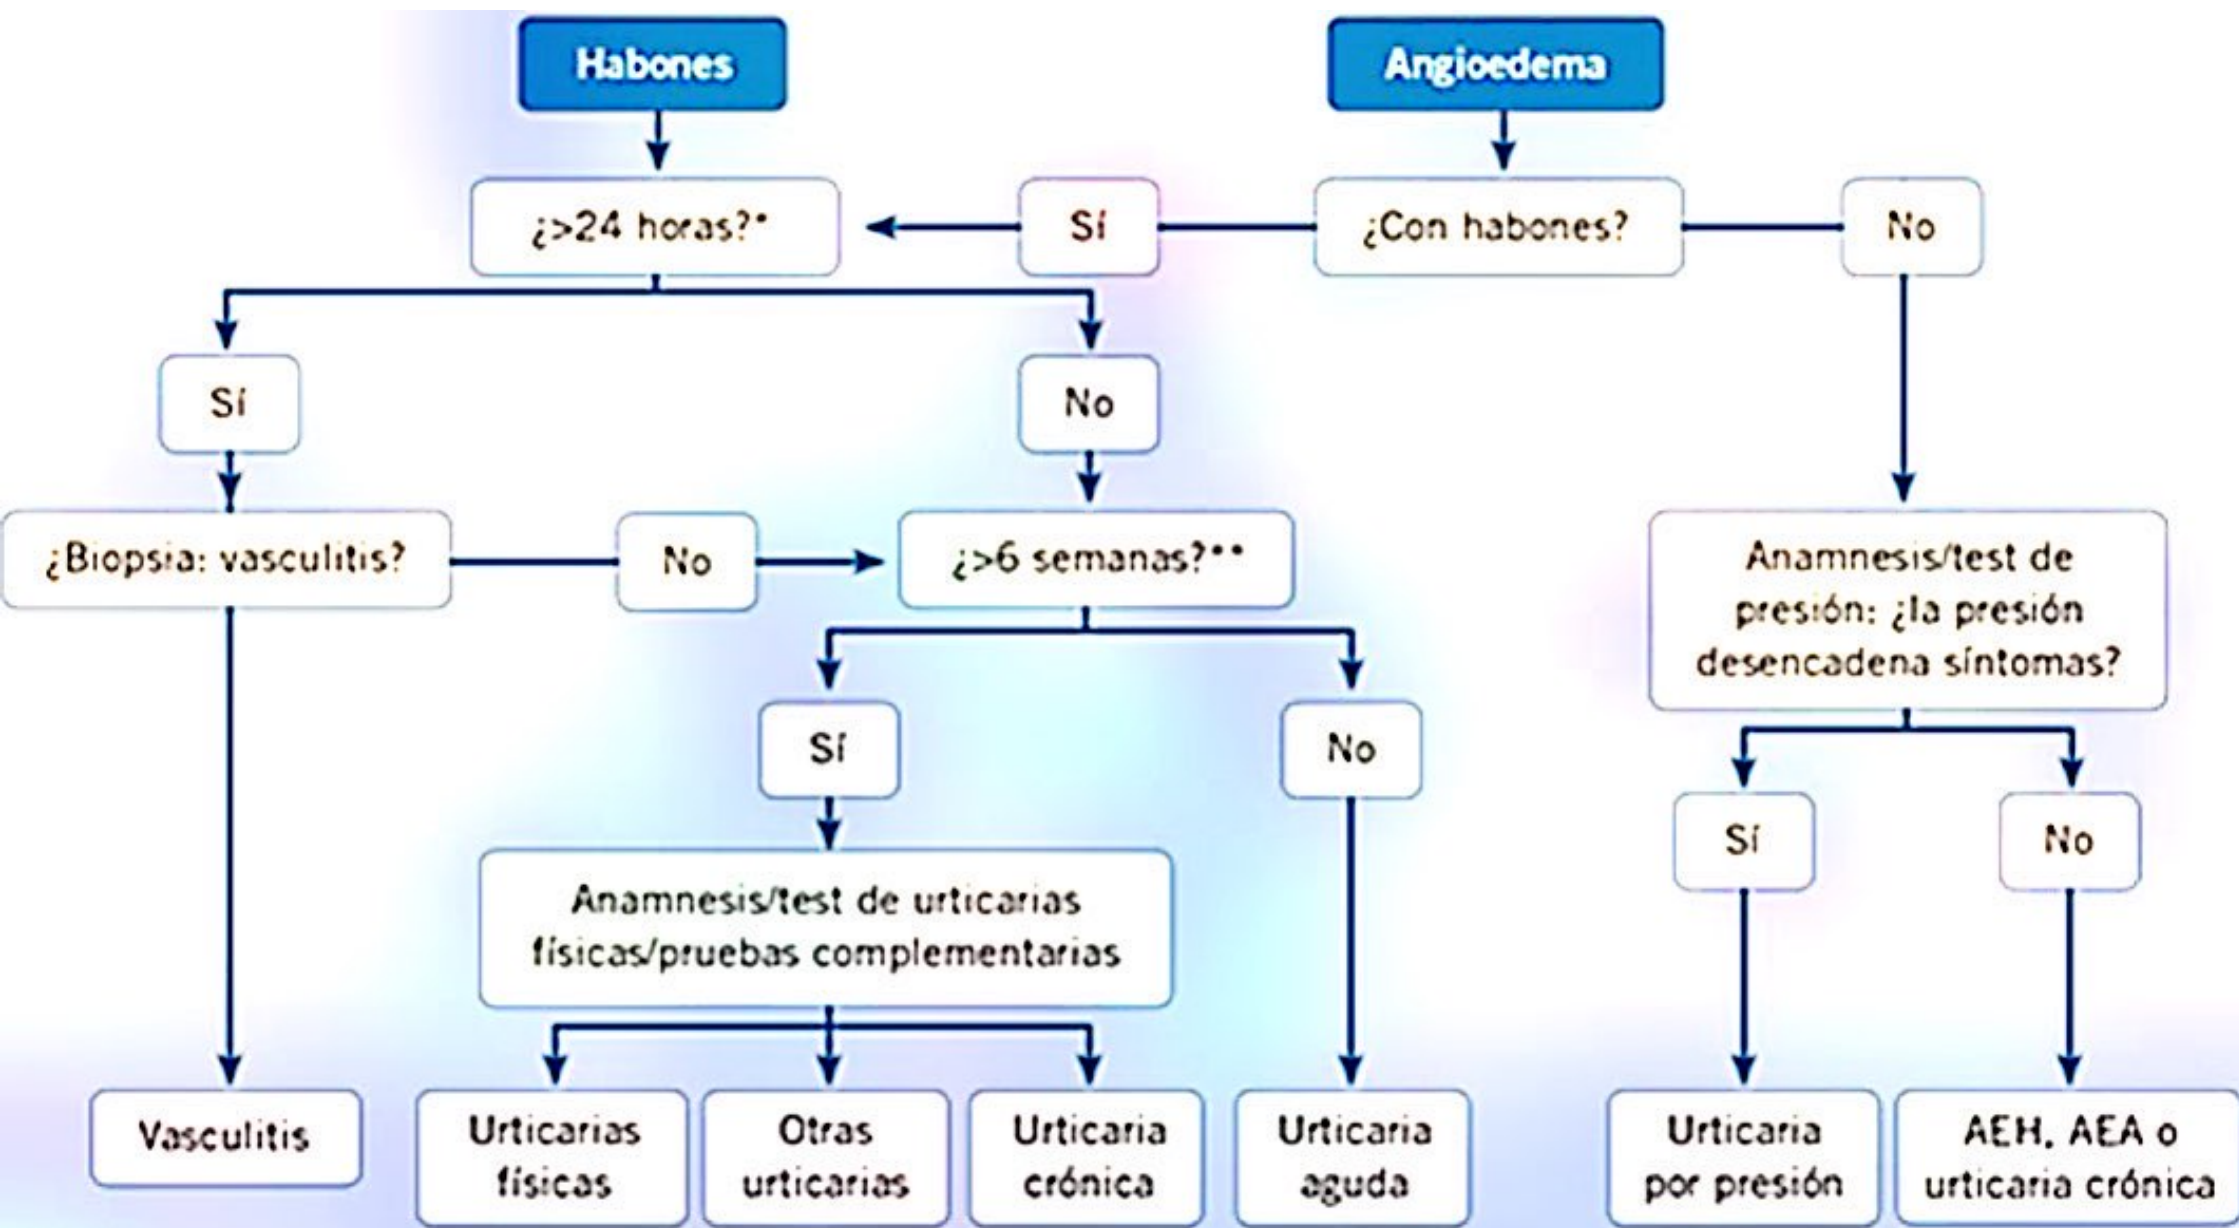 Habones
Angioedema
¿>24 horas?*
Sí
¿Con habones?
No
Sí
No
¿Biopsia: vasculitis?
No
¿>6 semanas?**
Anamnesis/test de
presión: ¿la presión
desencadena síntomas?
Sí
No
Sí
No
Anamnesis/test de urticarias
físicas/pruebas complementarias
Vasculitis
Urticarias
físicas
Otras
urticarias
Urticaria
crónica
Urticaria
aguda
Urticaria
por presión
AEH, AEA o
urticaria crónica